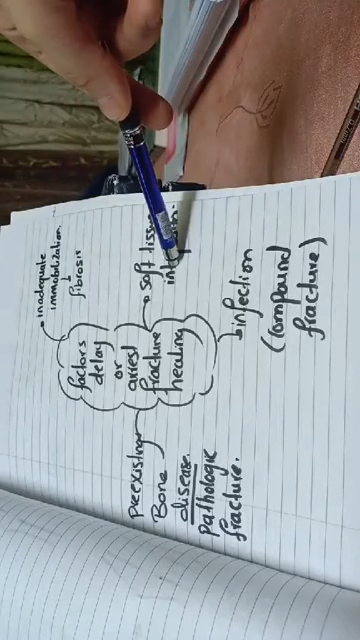 inadequate
immobilization.
fibrosis
soft tissue
factors
delay
or
arrest
fracture
healing
infection
(compound
fracture)
Preexisting
Bone
disease.
pathologic
fracture.